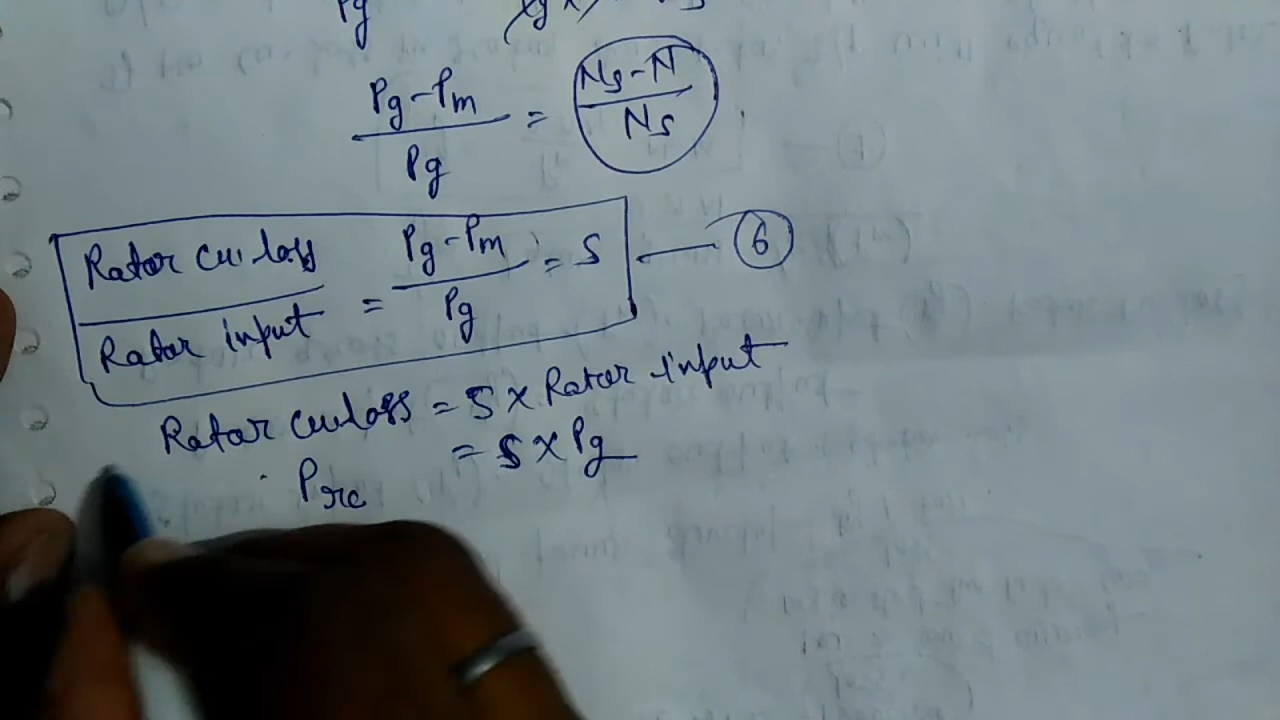 Pg
Pg-Pm / Pg = Ns-N / Ns
Rotor cu loss / Rotor input = Pg-Pm / Pg = S — 6
Rotor cu loss = S x Rotor input
= S x Pg
Prc